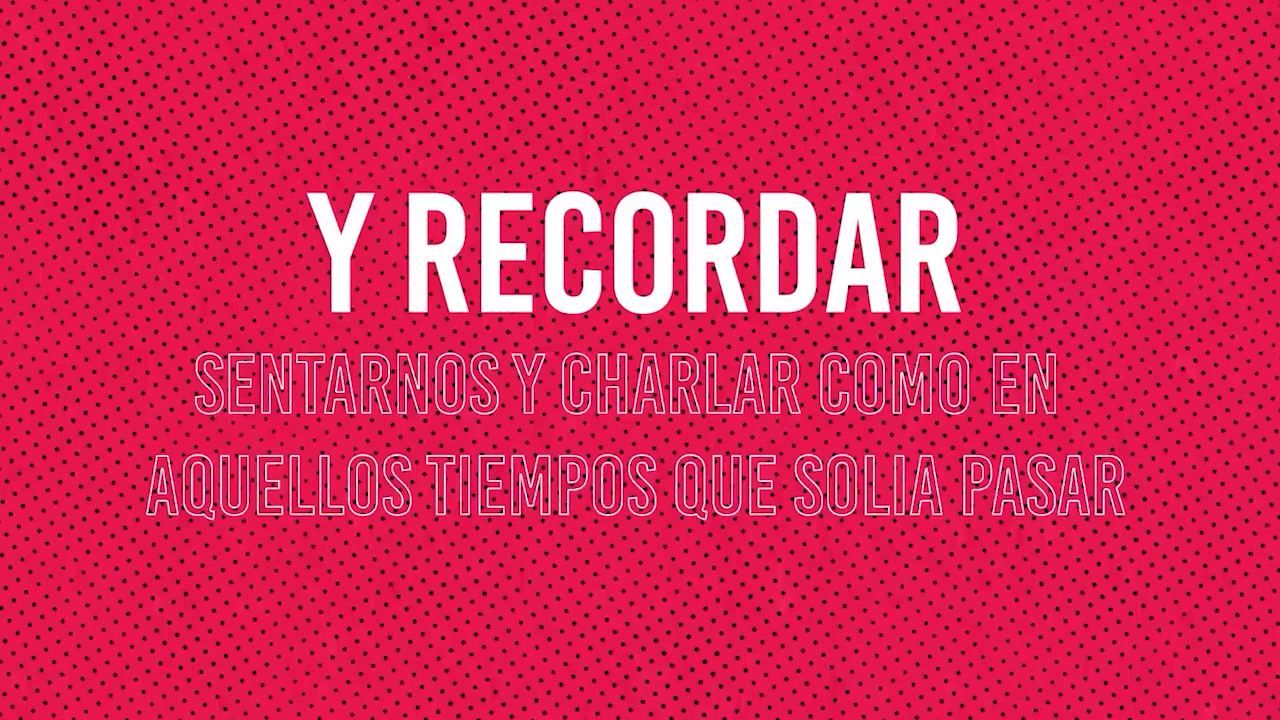 Y RECORDAR
SENTARNOS Y CHARLAR COMO EN
AQUELLOS TIEMPOS QUE SOLIA PASAR